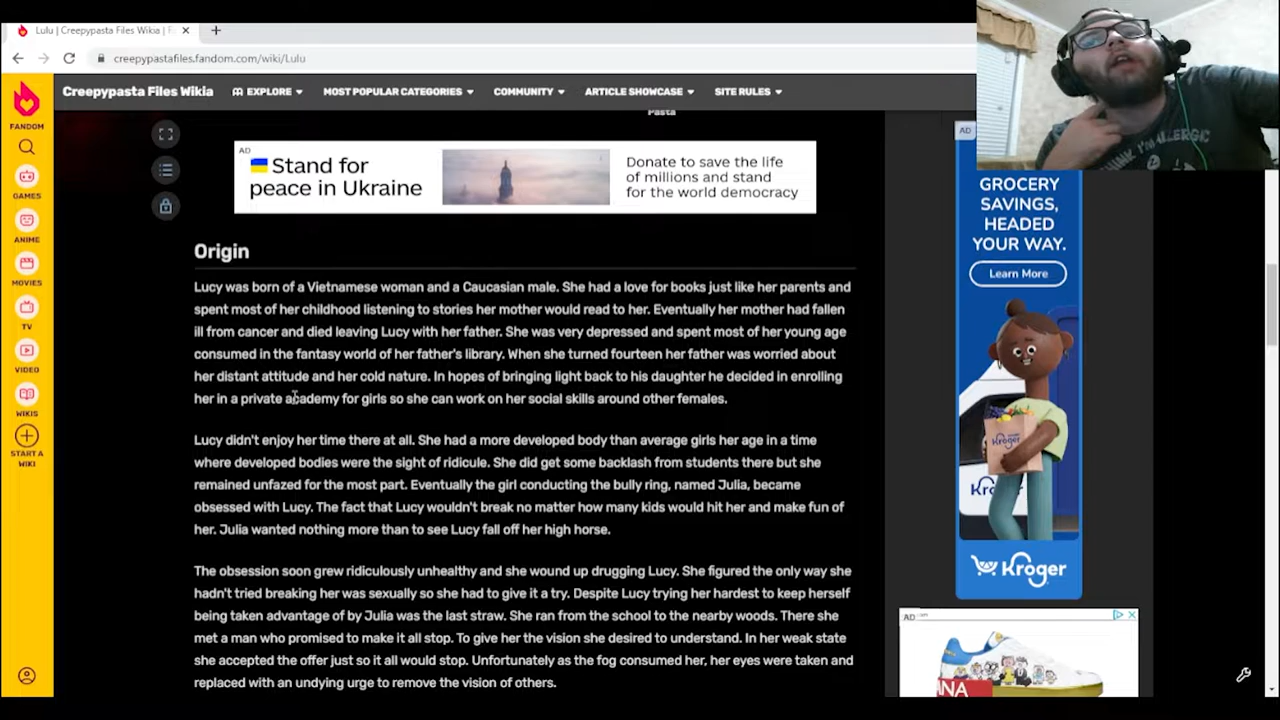 Lulu | Creepypasta Files Wikia |
creepypastafiles.fandom.com/wiki/Lulu
FANDOM
GAMES
ANIME
MOVIES
TV
VIDEO
WIKIS
START A
WIKI
Creepypasta Files Wikia
EXPLORE
MOST POPULAR CATEGORIES
COMMUNITY
ARTICLE SHOWCASE
SITE RULES
Pasta
AD
Stand for
peace in Ukraine
Donate to save the life
of millions and stand
for the world democracy
Origin
Lucy was born of a Vietnamese woman and a Caucasian male. She had a love for books just like her parents and
spent most of her childhood listening to stories her mother would read to her. Eventually her mother had fallen
ill from cancer and died leaving Lucy with her father. She was very depressed and spent most of her young age
consumed in the fantasy world of her father's library. When she turned fourteen her father was worried about
her distant attitude and her cold nature. In hopes of bringing light back to his daughter he decided in enrolling
her in a private academy for girls so she can work on her social skills around other females.
Lucy didn't enjoy her time there at all. She had a more developed body than average girls her age in a time
where developed bodies were the sight of ridicule. She did get some backlash from students there but she
remained unfazed for the most part. Eventually the girl conducting the bully ring, named Julia, became
obsessed with Lucy. The fact that Lucy wouldn't break no matter how many kids would hit her and make fun of
her. Julia wanted nothing more than to see Lucy fall off her high horse.
The obsession soon grew ridiculously unhealthy and she wound up drugging Lucy. She figured the only way she
hadn't tried breaking her was sexually so she had to give it a try. Despite Lucy trying her hardest to keep herself
being taken advantage of by Julia was the last straw. She ran from the school to the nearby woods. There she
met a man who promised to make it all stop. To give her the vision she desired to understand. In her weak state
she accepted the offer just so it all would stop. Unfortunately as the fog consumed her, her eyes were taken and
replaced with an undying urge to remove the vision of others.
AD
GROCERY
SAVINGS,
HEADED
YOUR WAY.
Learn More
Kroger
Kro
Kroger
AD
ANA
THINK I'M ALLERGIC